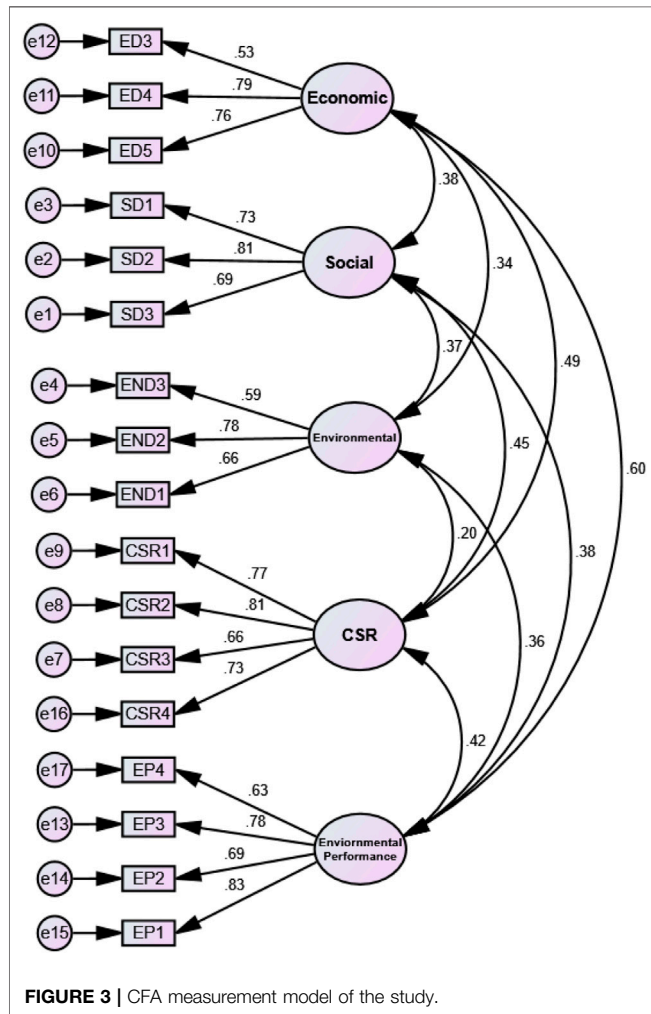 e12 ED3 .53
e11 ED4 .79 Economic
e10 ED5 .76
.38
e3 SD1 .73
e2 SD2 .81 Social
.34
e1 SD3 .69
.37
.49
e4 END3 .59
e5 END2 .78 Environmental
.45
.60
e6 END1 .66
.20
.38
e9 CSR1 .77
e8 CSR2 .81 CSR
.36
e7 CSR3 .66
e16 CSR4 .73
.42
e17 EP4 .63
e13 EP3 .78 Enviornmental
Performance
e14 EP2 .69
e15 EP1 .83
FIGURE 3 | CFA measurement model of the study.